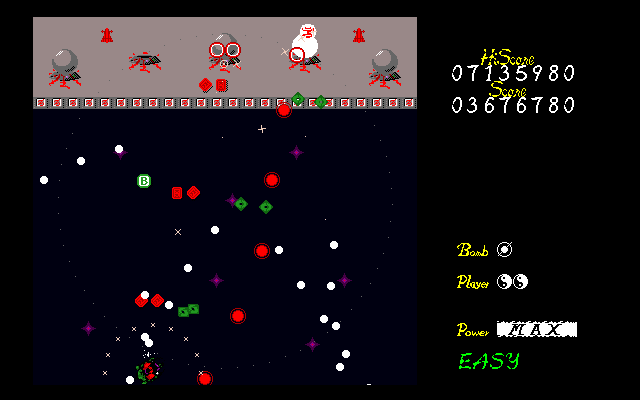 HiScore
07135980
Score
03676780
B
Bomb
Player
Power MAX
EASY